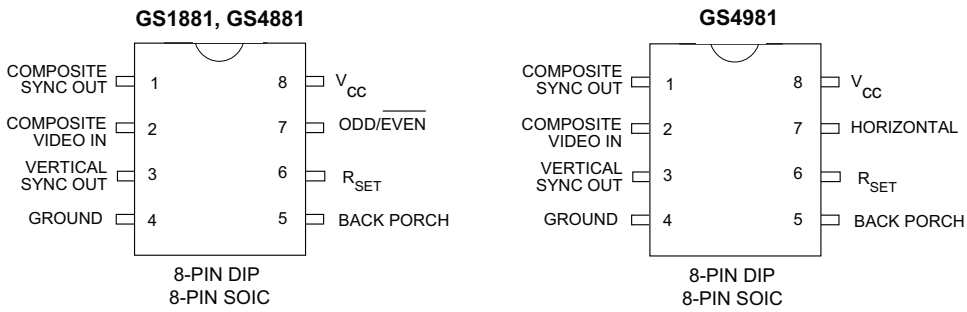 GS1881, GS4881
COMPOSITE
SYNC OUT
1
8
VCC
COMPOSITE
VIDEO IN
2
7
ODD/EVEN
VERTICAL
SYNC OUT
3
6
RSET
GROUND
4
5
BACK PORCH
8-PIN DIP
8-PIN SOIC
GS4981
COMPOSITE
SYNC OUT
1
8
VCC
COMPOSITE
VIDEO IN
2
7
HORIZONTAL
VERTICAL
SYNC OUT
3
6
RSET
GROUND
4
5
BACK PORCH
8-PIN DIP
8-PIN SOIC